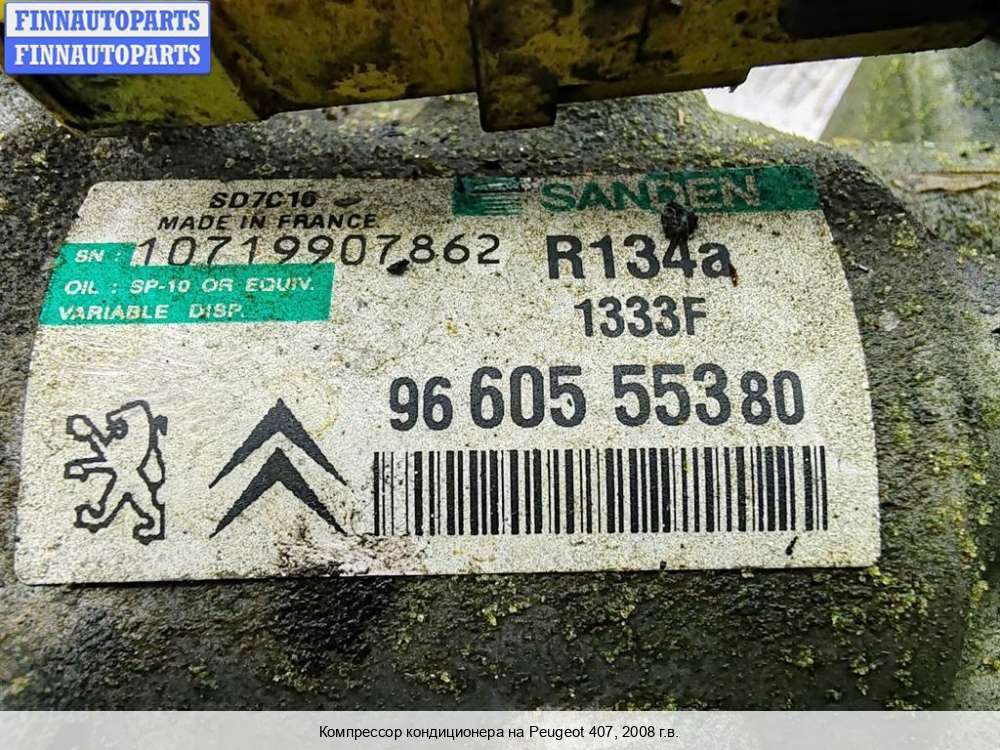 FINNAUTOPARTS
FINNAUTOPARTS
SD7C16
MADE IN FRANCE
SANDEN
SN : 10719907862
R134a
OIL : SP-10 OR EQUIV.
VARIABLE DISP.
1333F
96 605 553 80
Компрессор кондиционера на Peugeot 407, 2008 г.в.